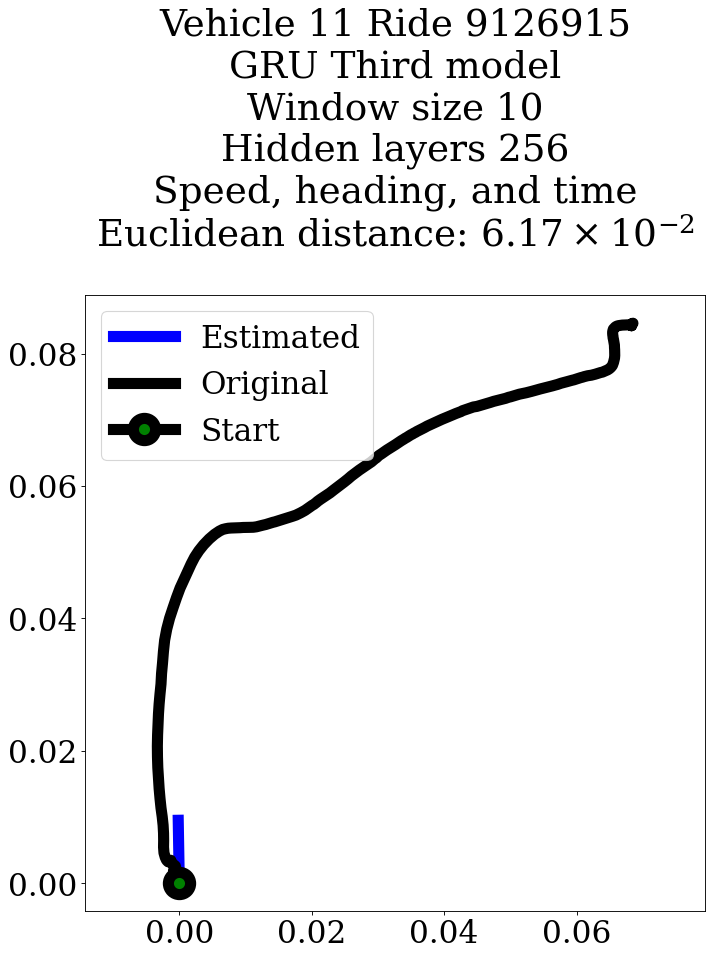 Vehicle 11 Ride 9126915
GRU Third model
Window size 10
Hidden layers 256
Speed, heading, and time
Euclidean distance: 6.17 × 10⁻²
Estimated
Original
Start
0.08
0.06
0.04
0.02
0.00
0.00 0.02 0.04 0.06